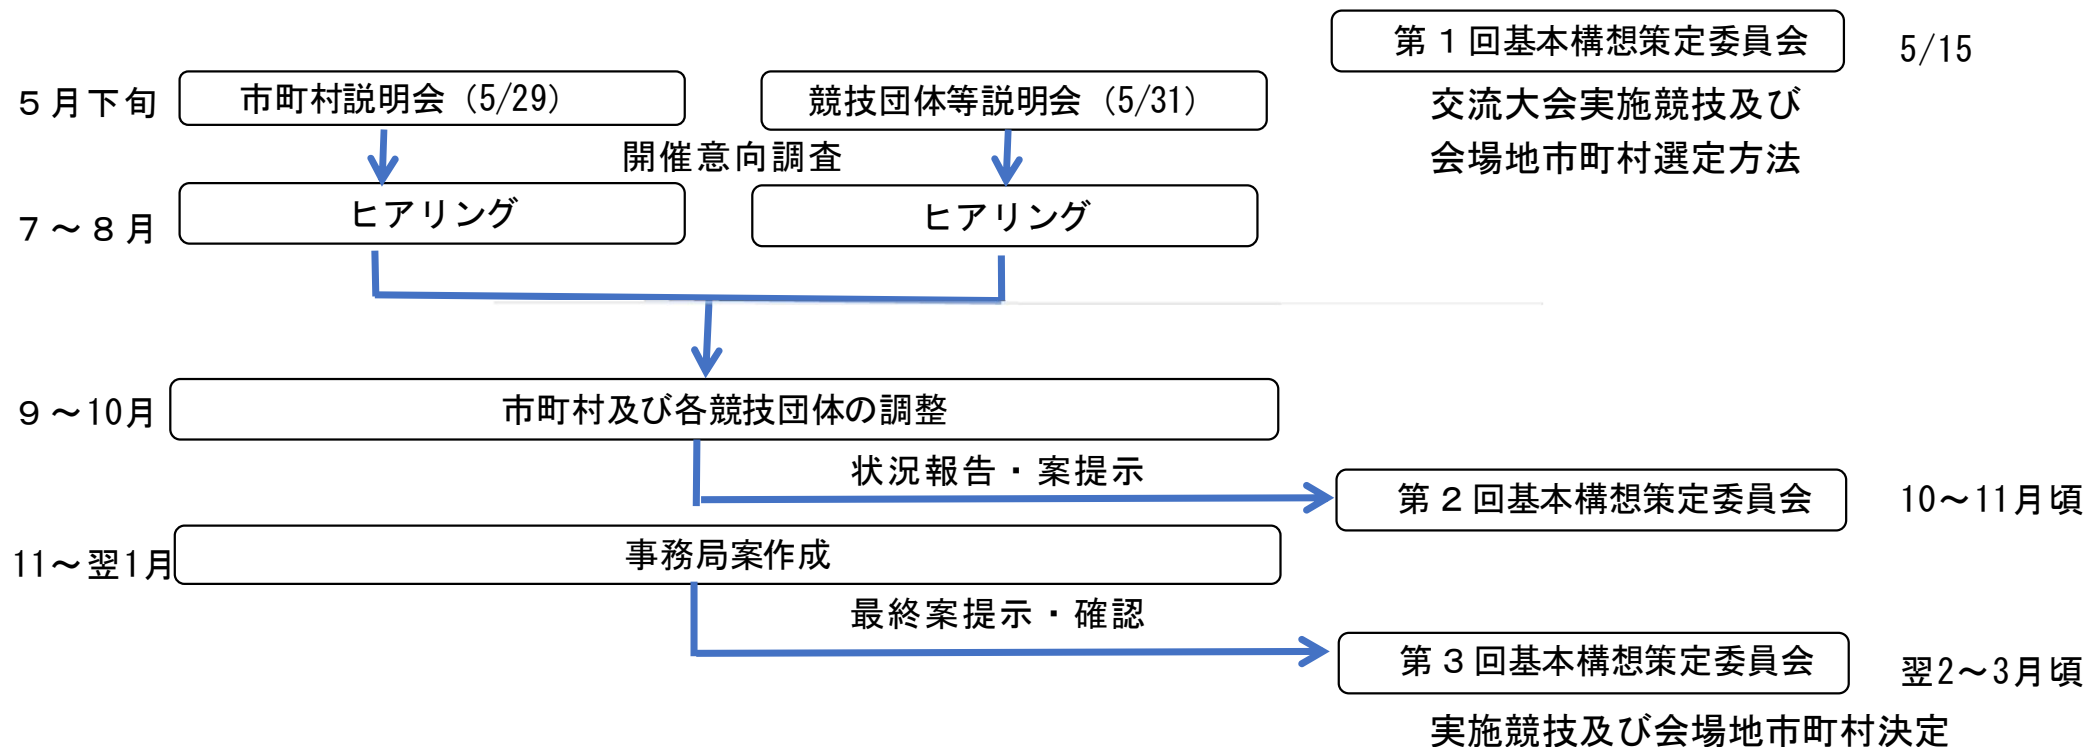 第１回基本構想策定委員会 5/15
５月下旬 市町村説明会（5/29） 競技団体等説明会（5/31）
交流大会実施競技及び
会場地市町村選定方法
開催意向調査
７～８月 ヒアリング ヒアリング
９～10月 市町村及び各競技団体の調整
状況報告・案提示
第２回基本構想策定委員会 10～11月頃
11～翌1月 事務局案作成
最終案提示・確認
第３回基本構想策定委員会 翌2～3月頃
実施競技及び会場地市町村決定